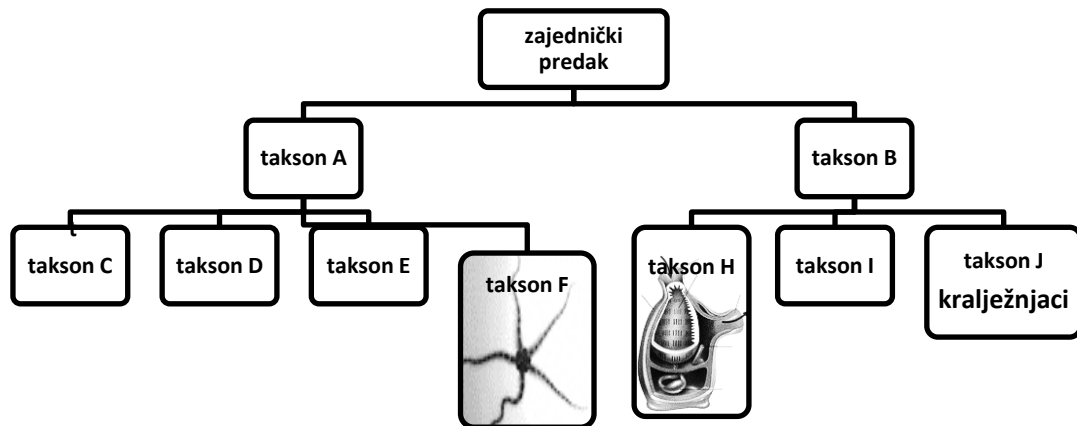 zajednički
predak
takson A
takson B
takson C
takson D
takson E
takson F
takson H
takson I
takson J
kralježnjaci